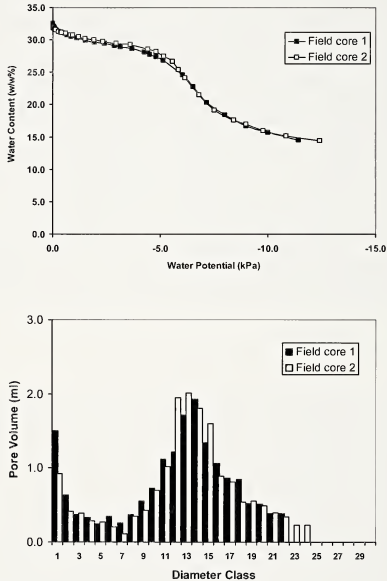 35.0
30.0
25.0
20.0
15.0
10.0
5.0
0.0
Water Content (w/w%)
Field core 1
Field core 2
0.0 -5.0 -10.0 -15.0
Water Potential (kPa)
3.0
2.0
1.0
0.0
Pore Volume (ml)
Field core 1
Field core 2
1 3 5 7 9 11 13 15 17 19 21 23 25 27 29
Diameter Class